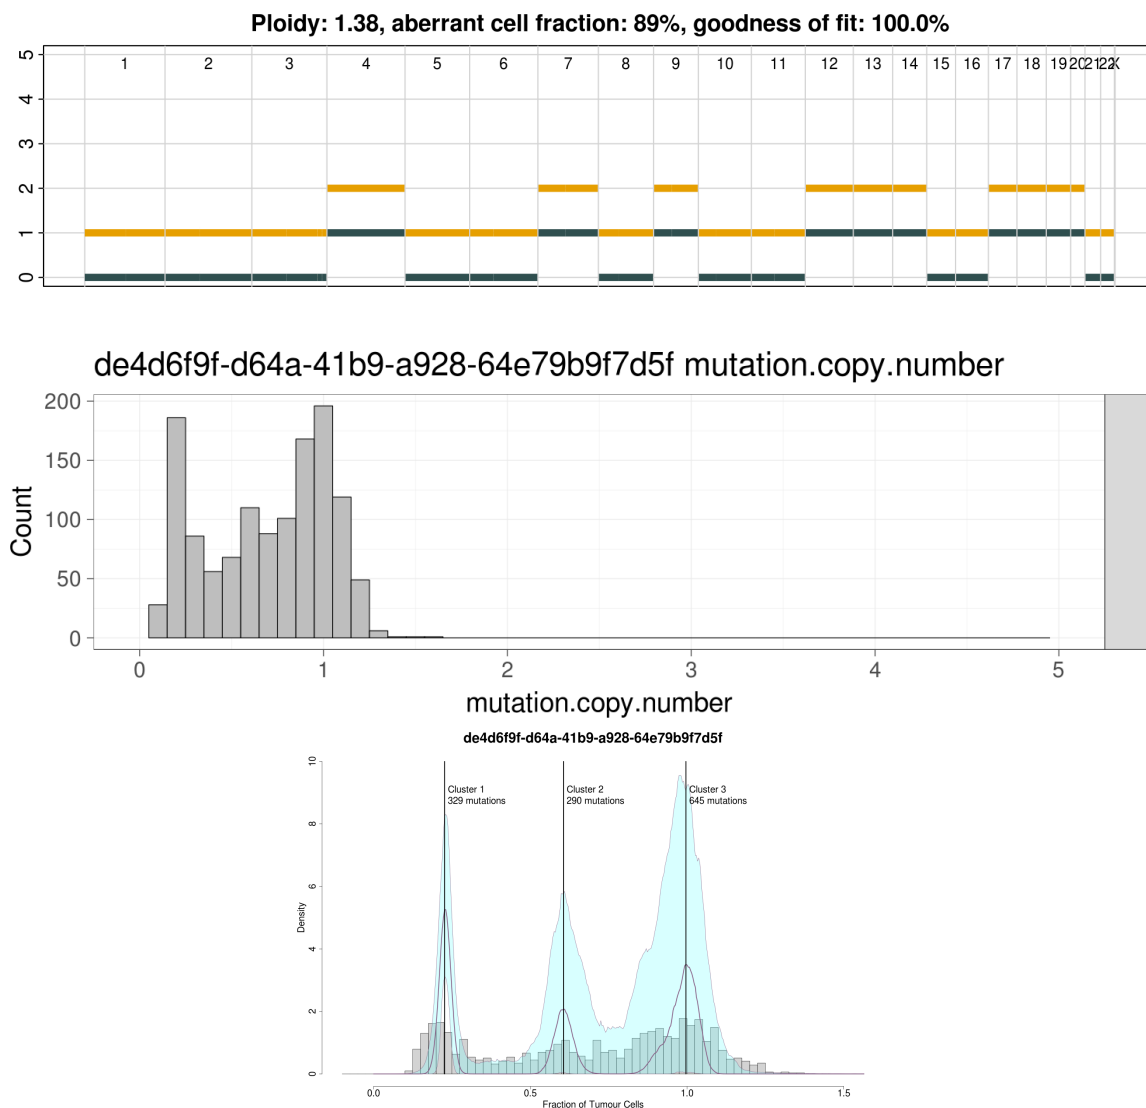 Ploidy: 1.38, aberrant cell fraction: 89%, goodness of fit: 100.0%
5
4
3
2
1
0
1 2 3 4 5 6 7 8 9 10 11 12 13 14 15 16 17 18 19 20 21 22 X
de4d6f9f-d64a-41b9-a928-64e79b9f7d5f mutation.copy.number
Count
200
150
100
50
0
0 1 2 3 4 5
mutation.copy.number
de4d6f9f-d64a-41b9-a928-64e79b9f7d5f
Density
10
8
6
4
2
0
Cluster 1
329 mutations
Cluster 2
290 mutations
Cluster 3
645 mutations
0.0 0.5 1.0 1.5
Fraction of Tumour Cells